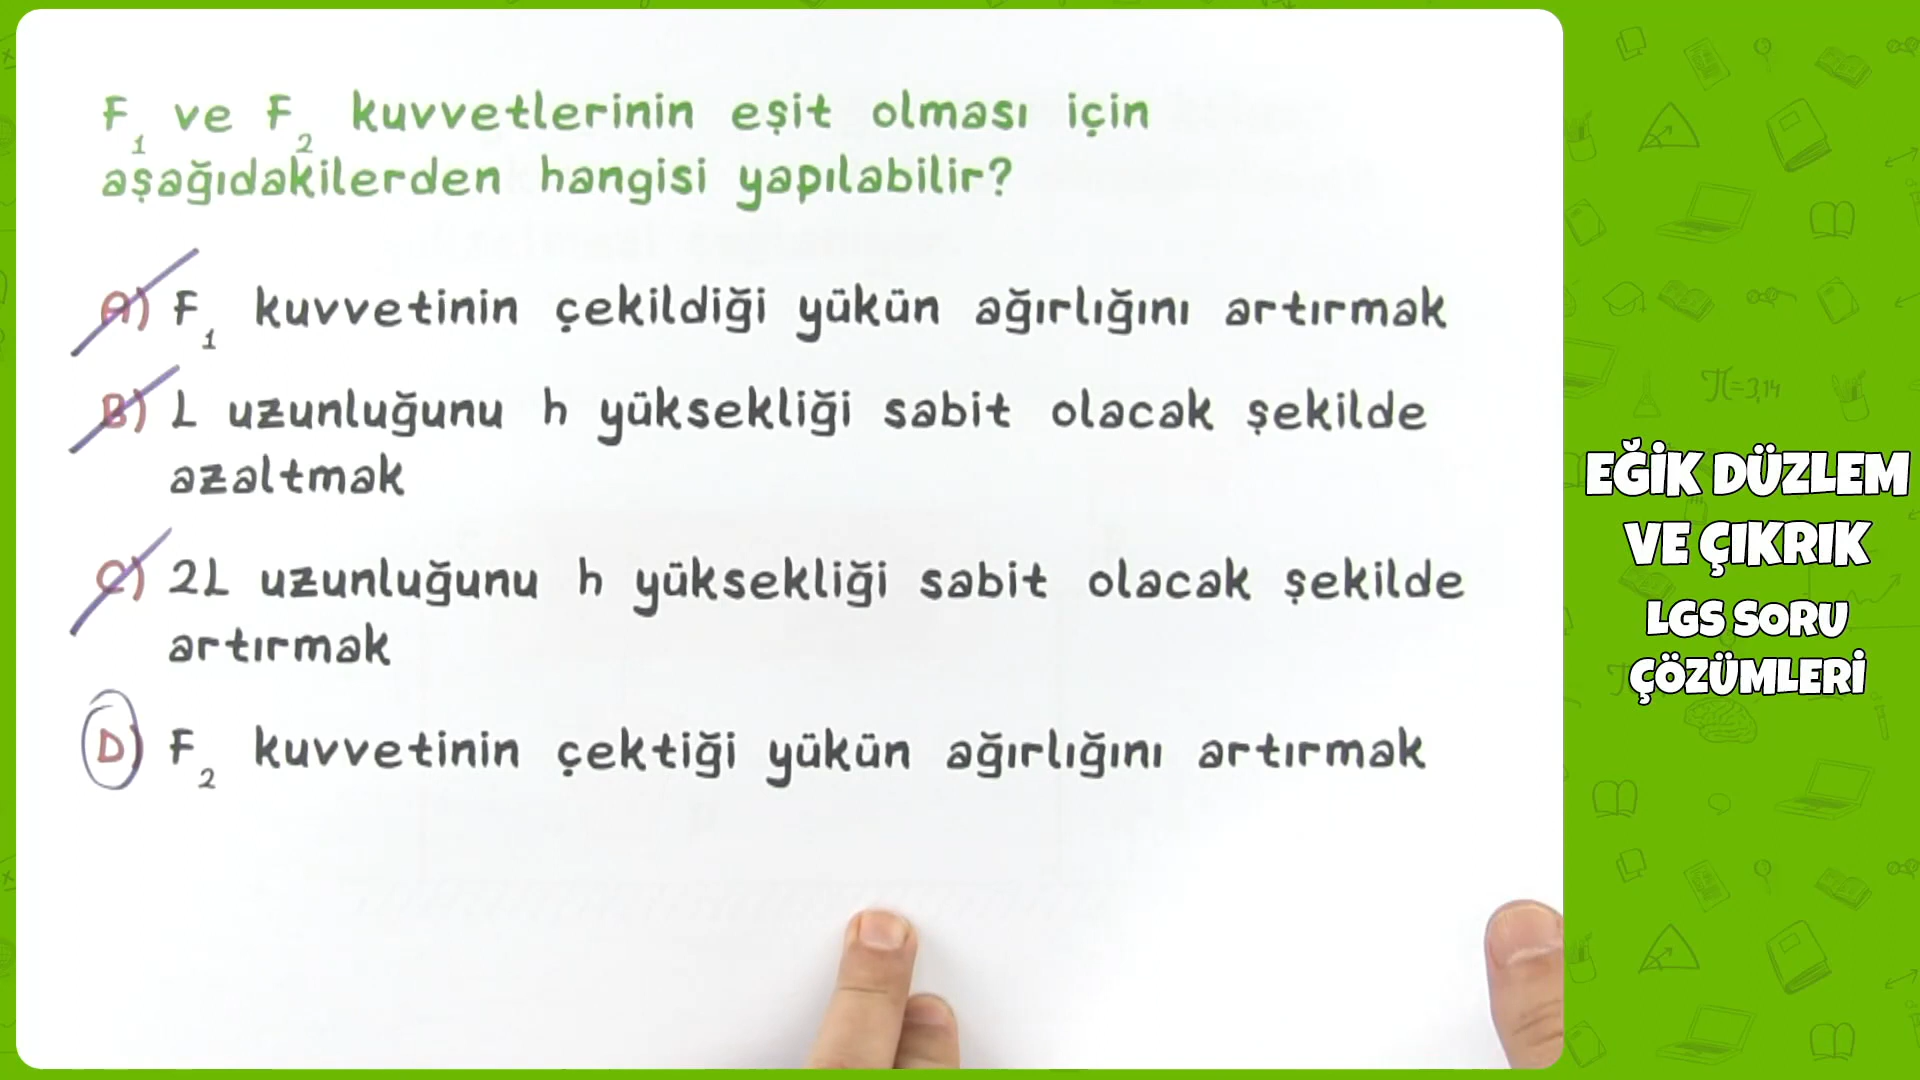 F₁ ve F₂ kuvvetlerinin eşit olması için
aşağıdakilerden hangisi yapılabilir?
A) F₁ kuvvetinin çekildiği yükün ağırlığını artırmak
B) L uzunluğunu h yüksekliği sabit olacak şekilde
azaltmak
C) 2L uzunluğunu h yüksekliği sabit olacak şekilde
artırmak
D) F₂ kuvvetinin çektiği yükün ağırlığını artırmak
EĞİK DÜZLEM
VE ÇIKRIK
LGS SORU
ÇÖZÜMLERİ
π=3,14